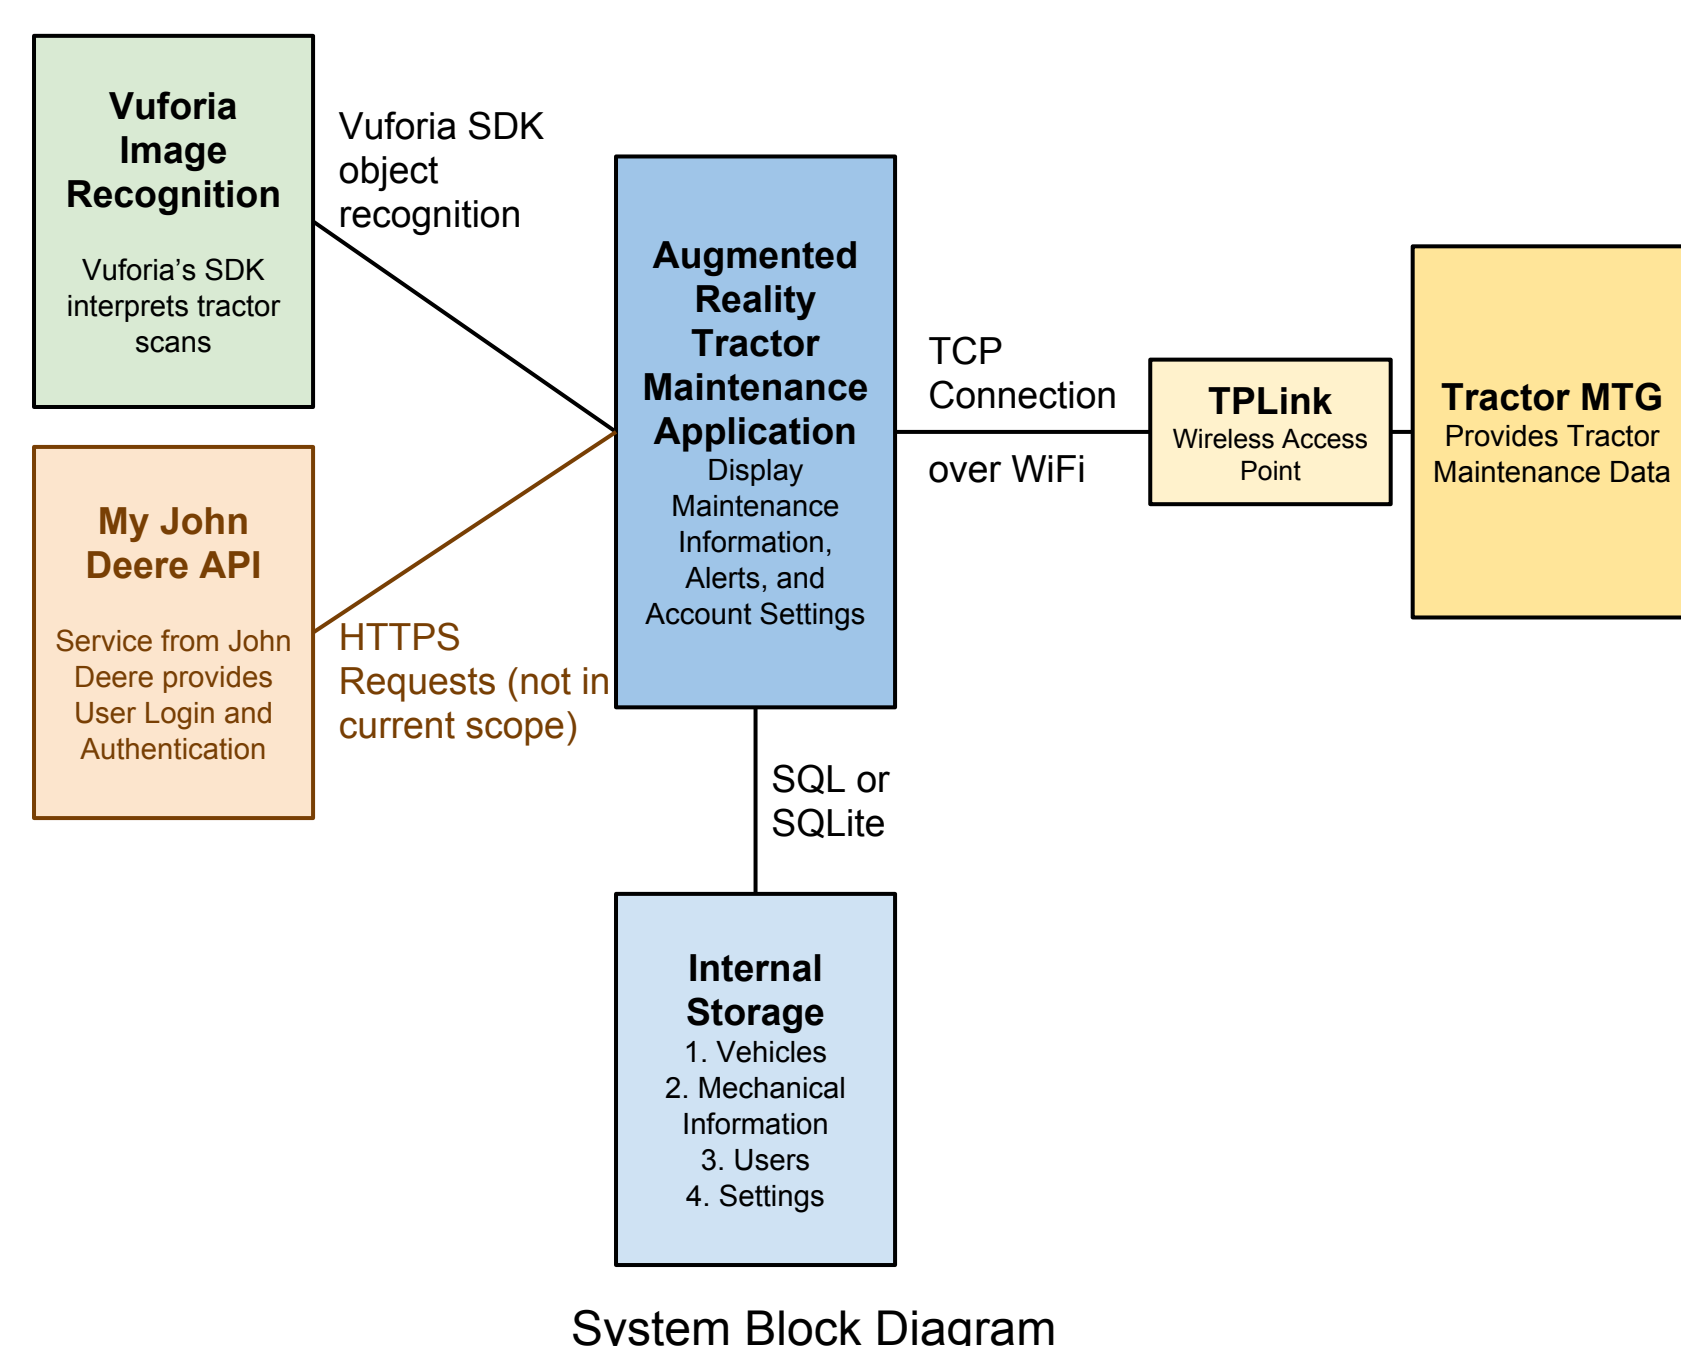 Vuforia
Image
Recognition
Vuforia's SDK
interprets tractor
scans
Vuforia SDK
object
recognition
My John
Deere API
Service from John
Deere provides
User Login and
Authentication
HTTPS
Requests (not in
current scope)
Augmented
Reality
Tractor
Maintenance
Application
Display
Maintenance
Information,
Alerts, and
Account Settings
TCP
Connection
over WiFi
TPLink
Wireless Access
Point
Tractor MTG
Provides Tractor
Maintenance Data
SQL or
SQLite
Internal
Storage
1. Vehicles
2. Mechanical
Information
3. Users
4. Settings
System Block Diagram